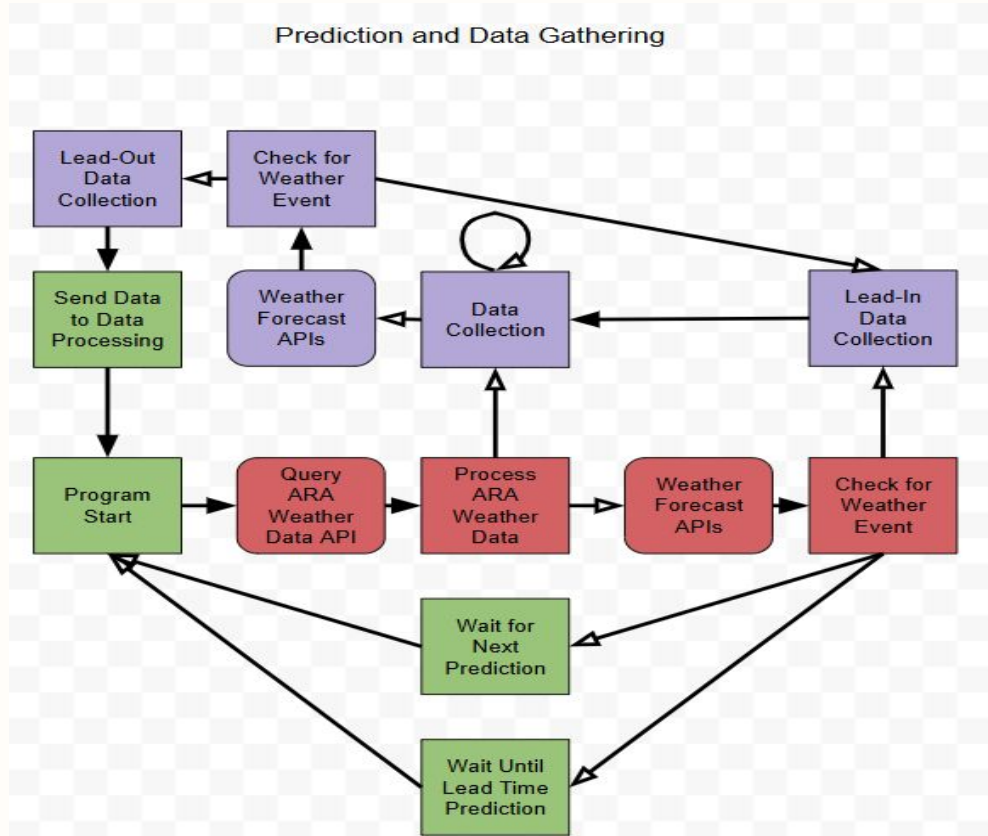 Prediction and Data Gathering
Lead-Out
Data
Collection
Check for
Weather
Event
Send Data
to Data
Processing
Weather
Forecast
APIs
Data
Collection
Lead-In
Data
Collection
Program
Start
Query
ARA
Weather
Data API
Process
ARA
Weather
Data
Weather
Forecast
APIs
Check for
Weather
Event
Wait for
Next
Prediction
Wait Until
Lead Time
Prediction